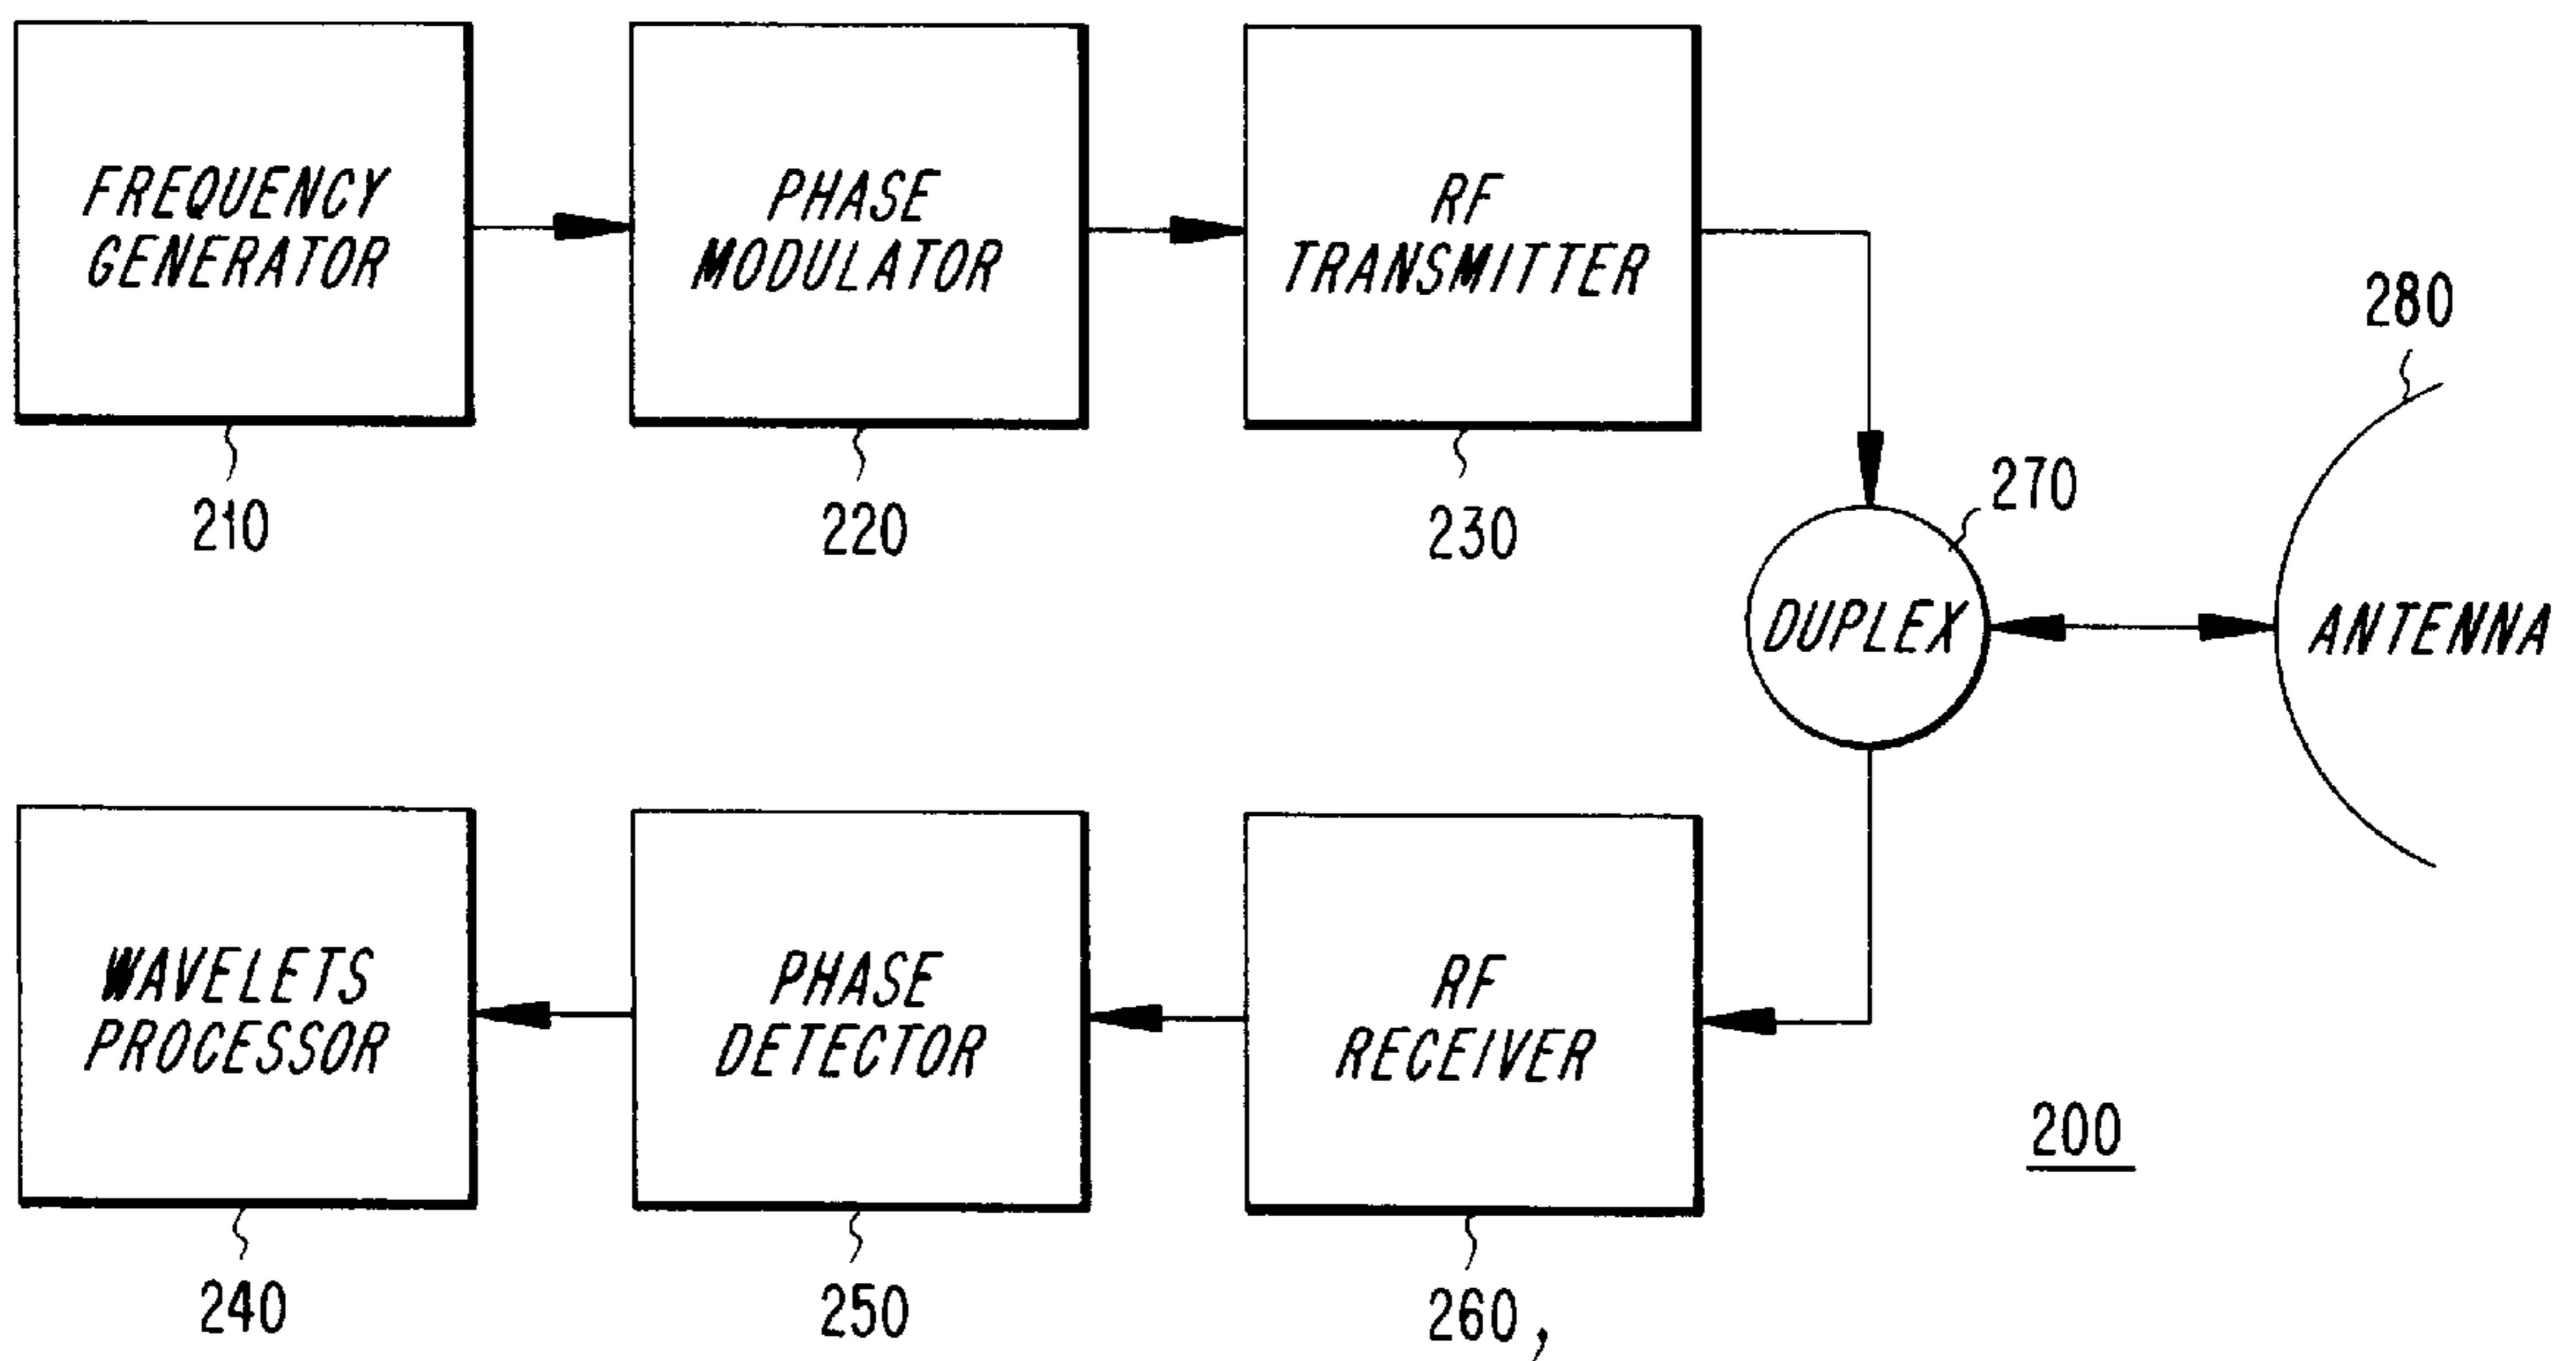 FREQUENCY
GENERATOR
210
PHASE
MODULATOR
220
RF
TRANSMITTER
230
280
270
DUPLEX
ANTENNA
WAVELETS
PROCESSOR
240
PHASE
DETECTOR
250
RF
RECEIVER
260,
200